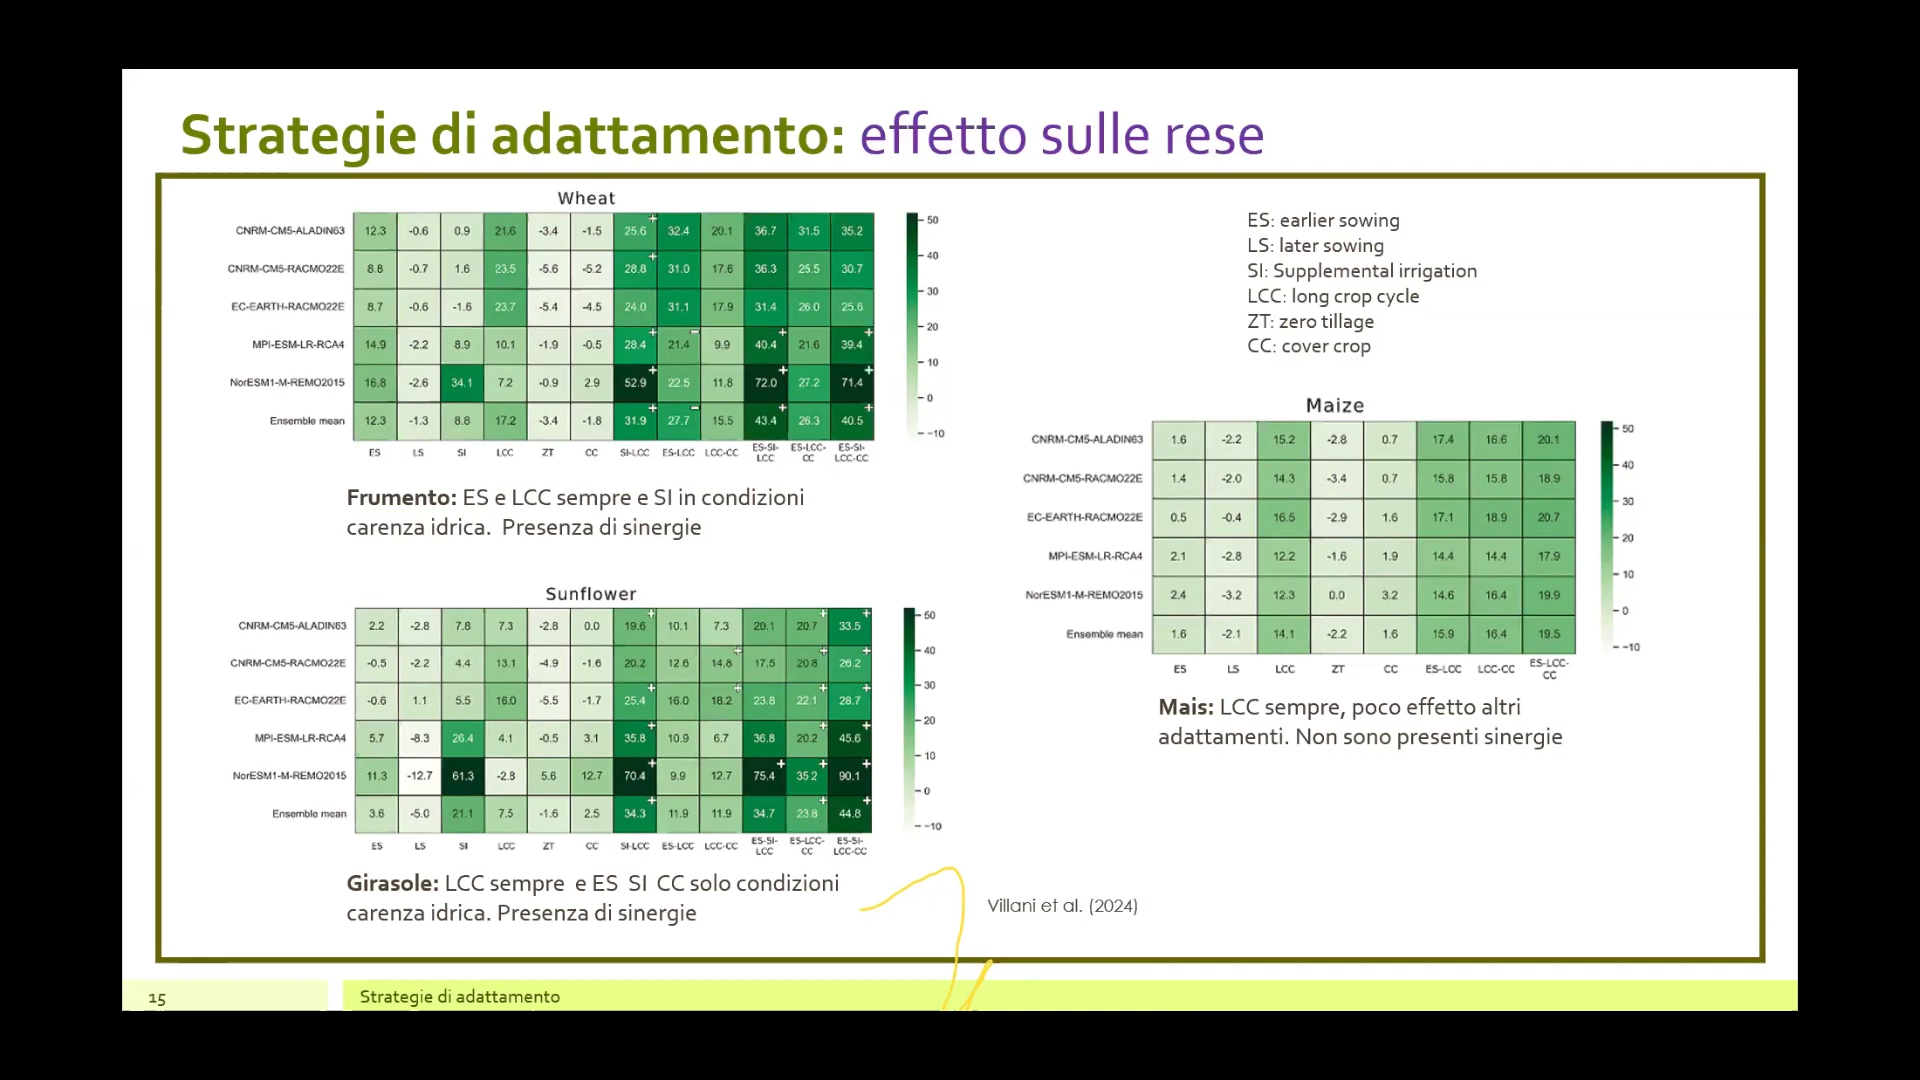 Strategie di adattamento: effetto sulle rese
Wheat
CNRM-CM5-ALADIN63 12.3 -0.6 0.9 21.6 -3.4 -1.5 25.6+ 32.4 20.1 36.7 31.5 35.2
CNRM-CM5-RACMO22E 8.8 -0.7 1.6 23.5 -5.6 -5.2 28.8+ 31.0 17.6 36.3 25.5 30.7
EC-EARTH-RACMO22E 8.7 -0.6 -1.6 23.7 -5.4 -4.5 24.0 31.1 17.9 31.4 26.0 25.6
MPI-ESM-LR-RCA4 14.9 -2.2 8.9 10.1 -1.9 -0.5 28.4+ 21.4− 9.9 40.4+ 21.6 39.4+
NorESM1-M-REMO2015 16.8 -2.6 34.1 7.2 -0.9 2.9 52.9+ 22.5 11.8 72.0+ 27.2 71.4+
Ensemble mean 12.3 -1.3 8.8 17.2 -3.4 -1.8 31.9+ 27.7− 15.5 43.4+ 26.3 40.5+
ES LS SI LCC ZT CC SI-LCC ES-LCC LCC-CC ES-SI-LCC ES-LCC-CC ES-SI-LCC-CC
50
40
30
20
10
0
−10
Frumento: ES e LCC sempre e SI in condizioni
carenza idrica. Presenza di sinergie
Sunflower
CNRM-CM5-ALADIN63 2.2 -2.8 7.8 7.3 -2.8 0.0 19.6+ 10.1 7.3 20.1 20.7+ 33.5+
CNRM-CM5-RACMO22E -0.5 -2.2 4.4 13.1 -4.9 -1.6 20.2 12.6 14.8+ 17.5 20.8+ 26.2+
EC-EARTH-RACMO22E -0.6 1.1 5.5 16.0 -5.5 -1.7 25.4+ 16.0 18.2+ 23.8 22.1+ 28.7+
MPI-ESM-LR-RCA4 5.7 -8.3 26.4 4.1 -0.5 3.1 35.8+ 10.9 6.7 36.8 20.2+ 45.6+
NorESM1-M-REMO2015 11.3 -12.7 61.3 -2.8 5.6 12.7 70.4+ 9.9 12.7 75.4+ 35.2+ 90.1+
Ensemble mean 3.6 -5.0 21.1 7.5 -1.6 2.5 34.3+ 11.9 11.9 34.7 23.8+ 44.8+
ES LS SI LCC ZT CC SI-LCC ES-LCC LCC-CC ES-SI-LCC ES-LCC-CC ES-SI-LCC-CC
50
40
30
20
10
0
−10
Girasole: LCC sempre e ES SI CC solo condizioni
carenza idrica. Presenza di sinergie
ES: earlier sowing
LS: later sowing
SI: Supplemental irrigation
LCC: long crop cycle
ZT: zero tillage
CC: cover crop
Maize
CNRM-CM5-ALADIN63 1.6 -2.2 15.2 -2.8 0.7 17.4 16.6 20.1
CNRM-CM5-RACMO22E 1.4 -2.0 14.3 -3.4 0.7 15.8 15.8 18.9
EC-EARTH-RACMO22E 0.5 -0.4 16.5 -2.9 1.6 17.1 18.9 20.7
MPI-ESM-LR-RCA4 2.1 -2.8 12.2 -1.6 1.9 14.4 14.4 17.9
NorESM1-M-REMO2015 2.4 -3.2 12.3 0.0 3.2 14.6 16.4 19.9
Ensemble mean 1.6 -2.1 14.1 -2.2 1.6 15.9 16.4 19.5
ES LS LCC ZT CC ES-LCC LCC-CC ES-LCC-CC
50
40
30
20
10
0
−10
Mais: LCC sempre, poco effetto altri
adattamenti. Non sono presenti sinergie
Villani et al. (2024)
15
Strategie di adattamento